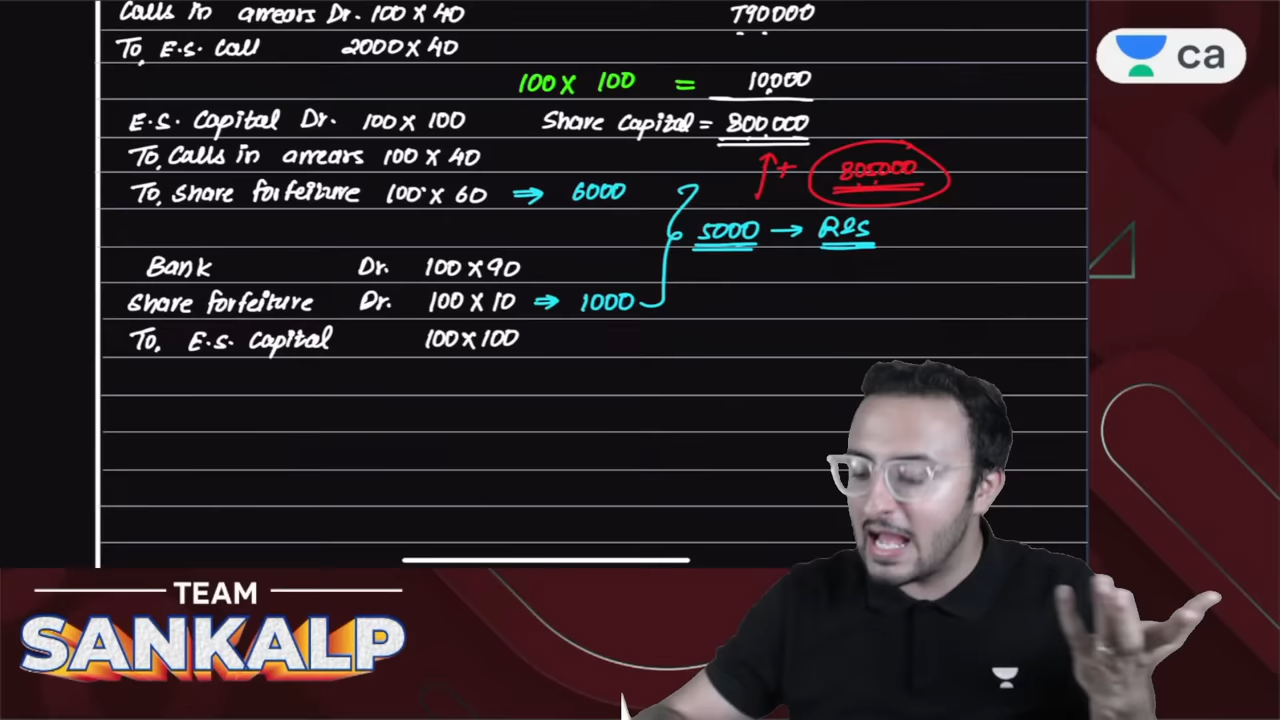 Calls in arrears Dr. 100 X 40 790000
To, E.s. Call 2000 X 40
100 X 100 = 10,000
E.S. Capital Dr. 100 X 100 Share Capital = 800,000
To, Calls in arrears 100 X 40
To, Share forfeiture 100 X 60 ⇒ 6000
+ 805000
5000 → Res
Bank Dr. 100 X 90
Share forfeiture Dr. 100 X 10 ⇒ 1000
To, E.s. Capital 100 X 100
ca
TEAM
SANKALP